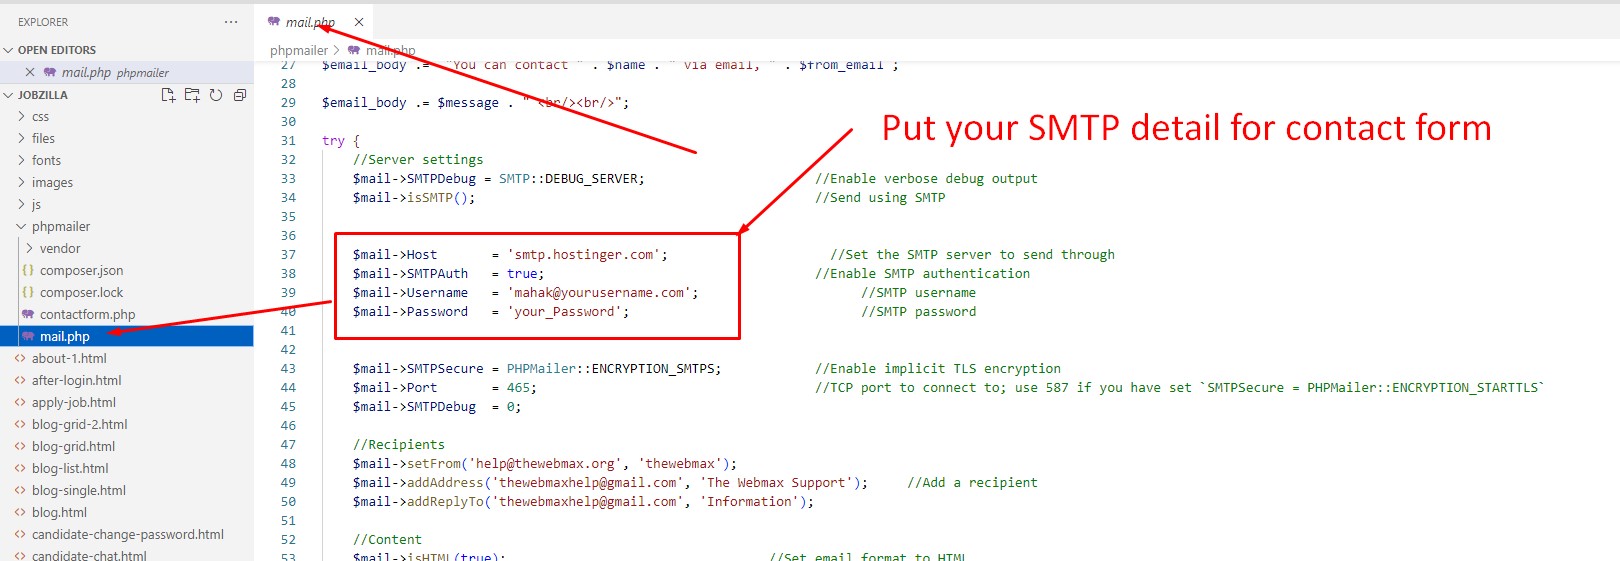 EXPLORER
···
OPEN EDITORS
mail.php phpmailer
JOBZILLA
css
files
fonts
images
js
phpmailer
vendor
{} composer.json
{} composer.lock
contactform.php
mail.php
<> about-1.html
<> after-login.html
<> apply-job.html
<> blog-grid-2.html
<> blog-grid.html
<> blog-list.html
<> blog-single.html
<> blog.html
<> candidate-change-password.html
<> candidate-chat.html
mail.php
phpmailer > mail.php
27 $email_body .= "You can contact " . $name . " via email, " . $from_email ;
28
29 $email_body .= $message . " <br/><br/>";
30
31 try {
32 //Server settings
33 $mail->SMTPDebug = SMTP::DEBUG_SERVER; //Enable verbose debug output
34 $mail->isSMTP(); //Send using SMTP
35
36
37 $mail->Host = 'smtp.hostinger.com'; //Set the SMTP server to send through
38 $mail->SMTPAuth = true; //Enable SMTP authentication
39 $mail->Username = 'mahak@yourusername.com'; //SMTP username
40 $mail->Password = 'your_Password'; //SMTP password
41
42
43 $mail->SMTPSecure = PHPMailer::ENCRYPTION_SMTPS; //Enable implicit TLS encryption
44 $mail->Port = 465; //TCP port to connect to; use 587 if you have set `SMTPSecure = PHPMailer::ENCRYPTION_STARTTLS`
45 $mail->SMTPDebug = 0;
46
47 //Recipients
48 $mail->setFrom('help@thewebmax.org', 'thewebmax');
49 $mail->addAddress('thewebmaxhelp@gmail.com', 'The Webmax Support'); //Add a recipient
50 $mail->addReplyTo('thewebmaxhelp@gmail.com', 'Information');
51
52 //Content
53 $mail->isHTML(true); //Set email format to HTML
Put your SMTP detail for contact form